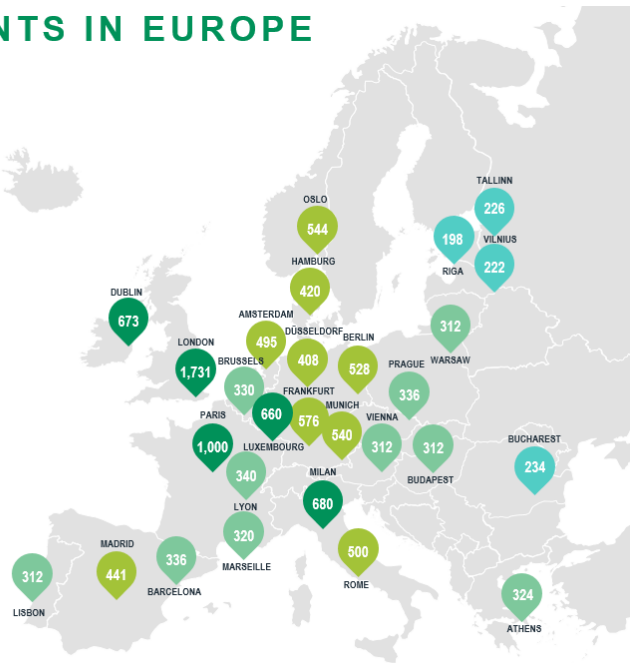 NTS IN EUROPE
TALLINN
226
OSLO
544
198
VILNIUS
RIGA
222
HAMBURG
420
DUBLIN
673
AMSTERDAM
495
DÜSSELDORF
408
BERLIN
528
312
WARSAW
LONDON
1,731
BRUSSELS
330
PRAGUE
336
FRANKFURT
576
660
LUXEMBOURG
MUNICH
540
VIENNA
312
312
BUDAPEST
PARIS
1,000
BUCHAREST
234
340
LYON
MILAN
680
320
MARSEILLE
MADRID
441
336
BARCELONA
500
ROME
312
LISBON
324
ATHENS